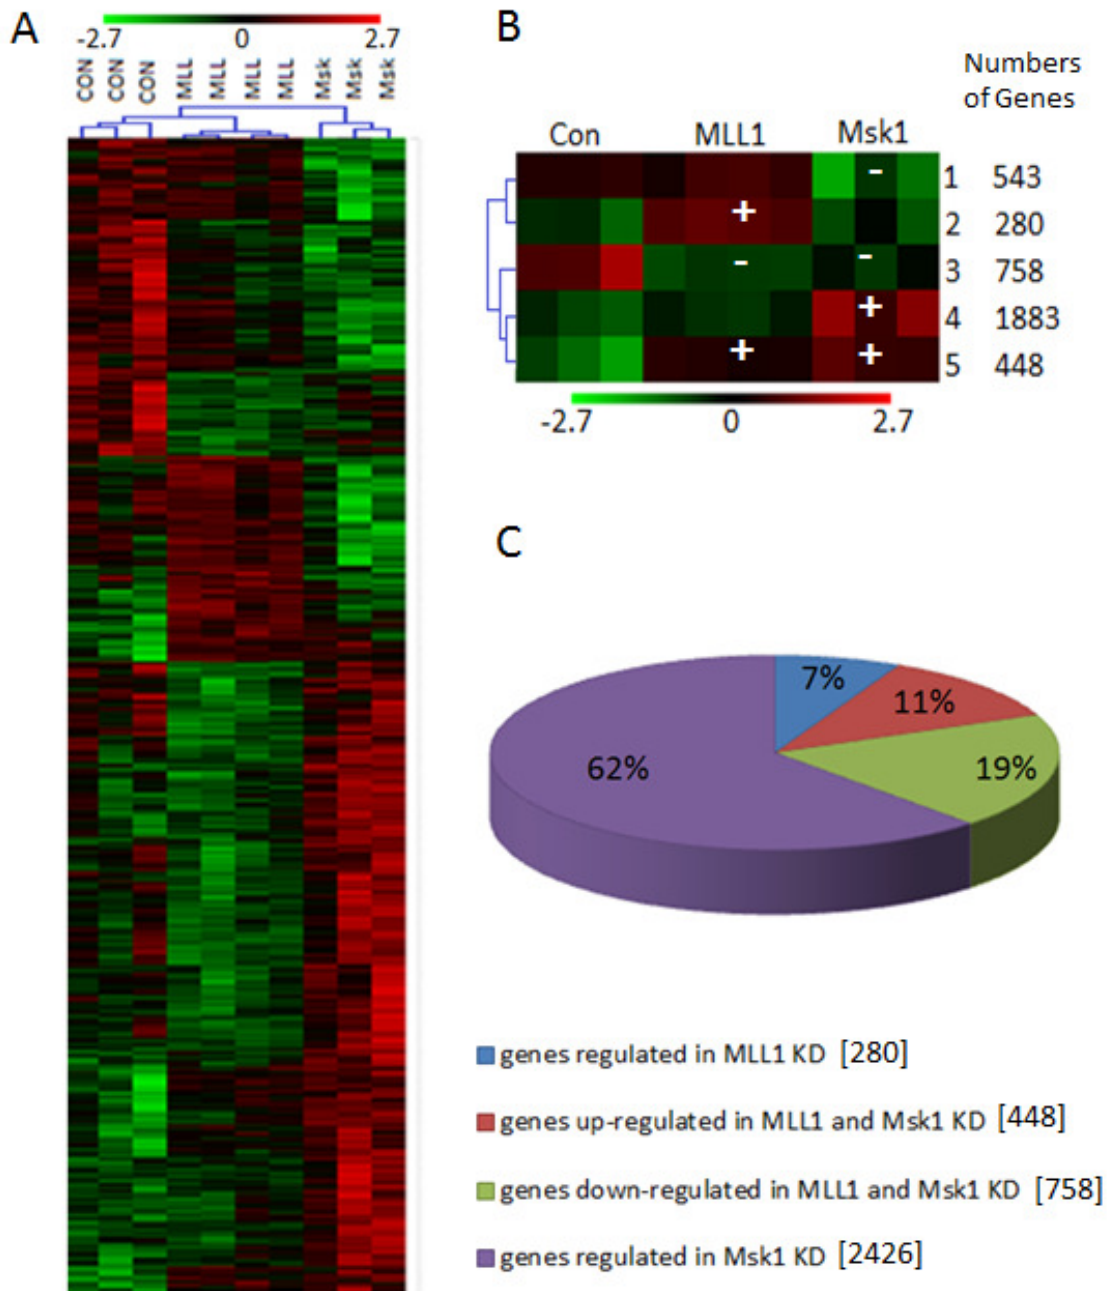 A
-2.7 0 2.7
CON CON CON MLL MLL MLL MLL Msk Msk Msk
B
Numbers
of Genes
Con MLL1 Msk1
- 1 543
+ 2 280
- - 3 758
+ 4 1883
+ + 5 448
-2.7 0 2.7
C
7%
11%
19%
62%
genes regulated in MLL1 KD [280]
genes up-regulated in MLL1 and Msk1 KD [448]
genes down-regulated in MLL1 and Msk1 KD [758]
genes regulated in Msk1 KD [2426]